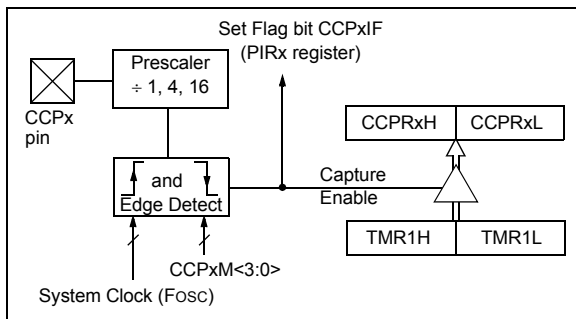 Set Flag bit CCPxIF
(PIRx register)
Prescaler
÷ 1, 4, 16
CCPx
pin
CCPRxH CCPRxL
and
Edge Detect
Capture
Enable
TMR1H TMR1L
CCPxM<3:0>
System Clock (FOSC)